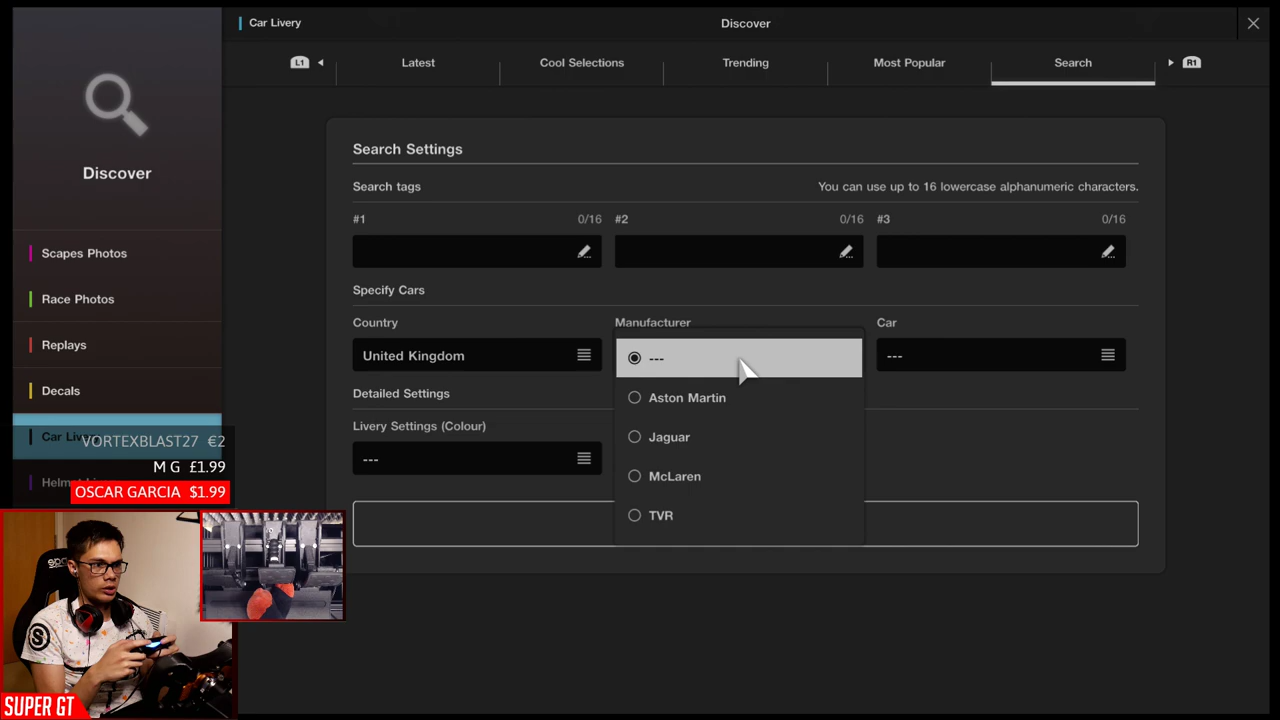 Car Livery
Discover
L1
Latest
Cool Selections
Trending
Most Popular
Search
R1
Discover
Scapes Photos
Race Photos
Replays
Decals
Car Livery
Search Settings
Search tags
You can use up to 16 lowercase alphanumeric characters.
#1
0/16
#2
0/16
#3
0/16
Specify Cars
Country
Manufacturer
Car
United Kingdom
---
---
Aston Martin
Jaguar
McLaren
TVR
Detailed Settings
Livery Settings (Colour)
---
VORTEXBLAST27 €2
M G £1.99
OSCAR GARCIA $1.99
SUPER GT